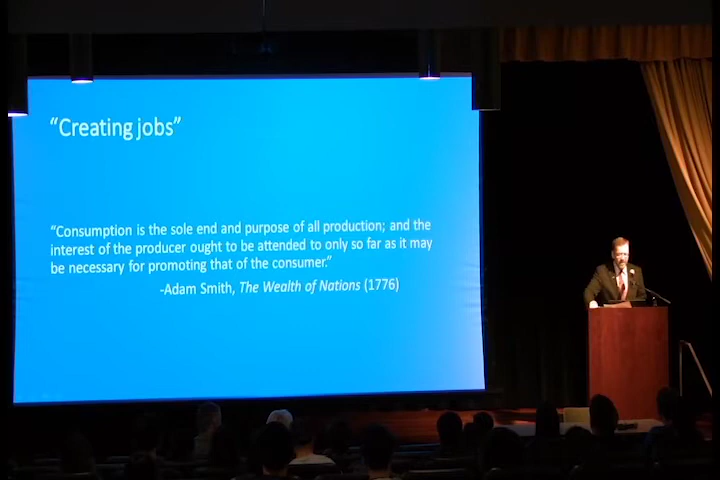 “Creating jobs”
“Consumption is the sole end and purpose of all production; and the
interest of the producer ought to be attended to only so far as it may
be necessary for promoting that of the consumer.”
-Adam Smith, The Wealth of Nations (1776)